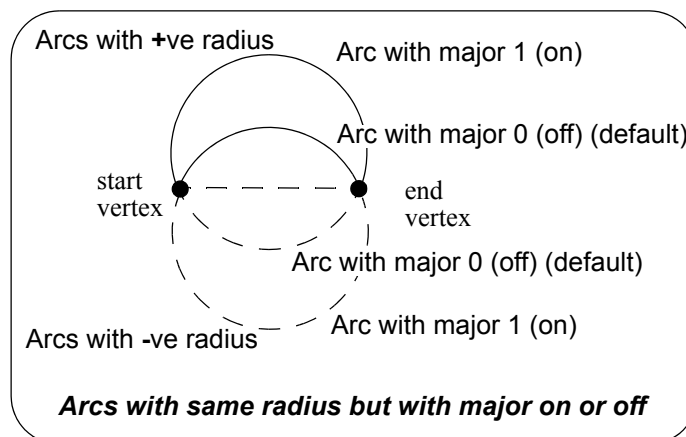 Arcs with +ve radius
Arc with major 1 (on)
Arc with major 0 (off) (default)
start
vertex
end
vertex
Arc with major 0 (off) (default)
Arc with major 1 (on)
Arcs with -ve radius
Arcs with same radius but with major on or off